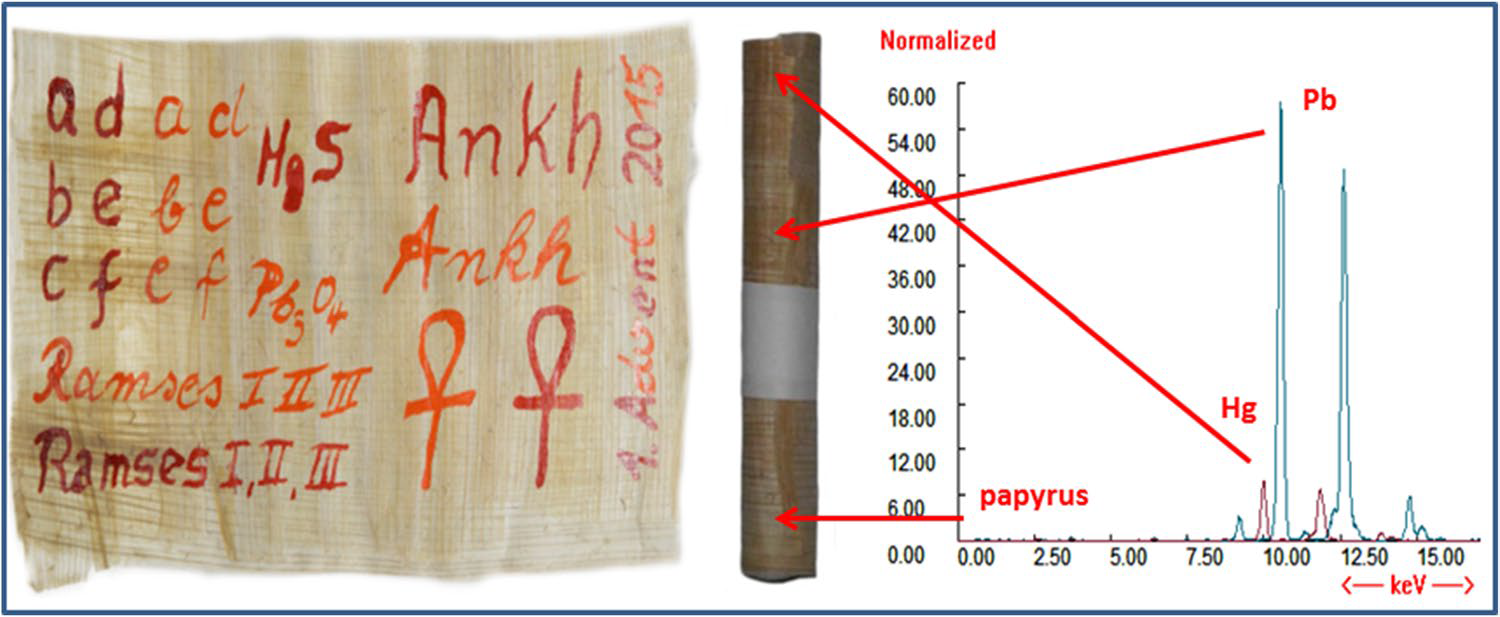 a d a d
HgS
b e b e
c f c f
Pb3O4
Ramses I II III
Ramses I, II, III
Ankh
Ankh
1. Advent 2015
Normalized
60.00
54.00
48.00
42.00
36.00
30.00
24.00
18.00
12.00
6.00
0.00
Pb
Hg
papyrus
0.00 2.50 5.00 7.50 10.00 12.50 15.00
<— keV —>